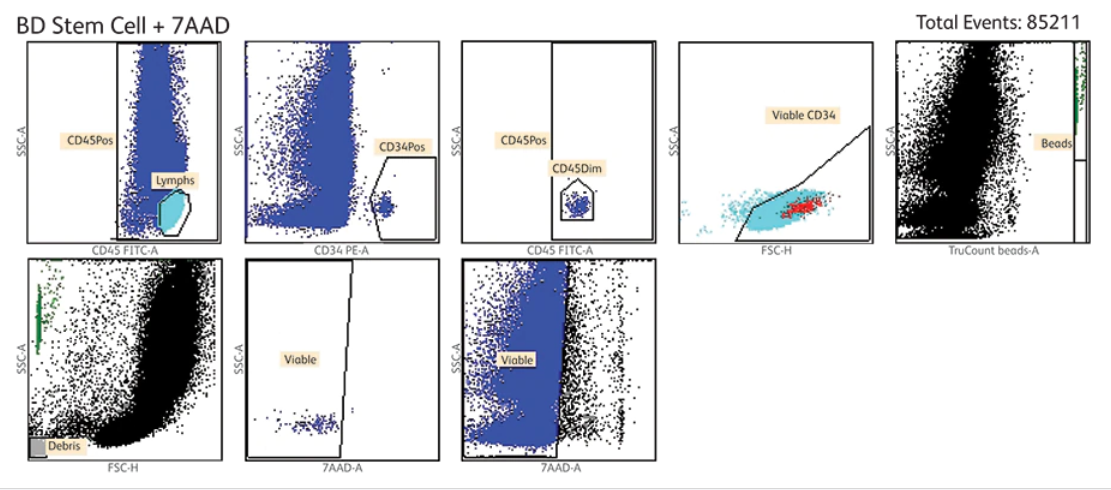 BD Stem Cell + 7AAD
Total Events: 85211
SSC-A
CD45Pos
Lymphs
CD45 FITC-A
SSC-A
CD34Pos
CD34 PE-A
SSC-A
CD45Pos
CD45Dim
CD45 FITC-A
SSC-A
Viable CD34
FSC-H
SSC-A
Beads
TruCount beads-A
SSC-A
Debris
FSC-H
SSC-A
Viable
7AAD-A
SSC-A
Viable
7AAD-A